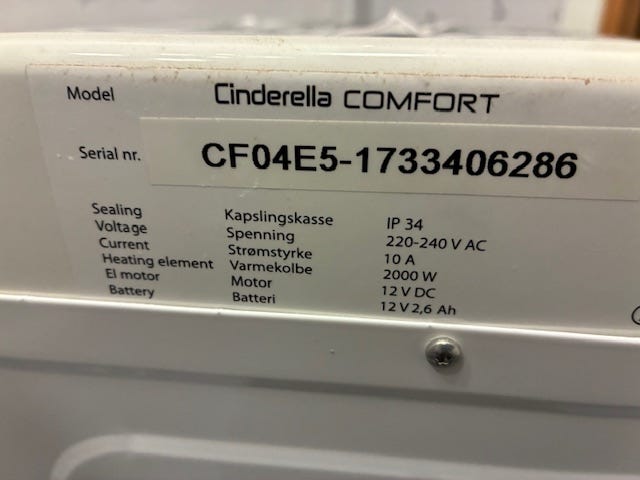 Model Cinderella COMFORT
Serial nr. CF04E5-1733406286
Sealing Kapslingskasse IP 34
Voltage Spenning 220-240 V AC
Current Strømstyrke 10 A
Heating element Varmekolbe 2000 W
El motor Motor 12 V DC
Battery Batteri 12 V 2,6 Ah